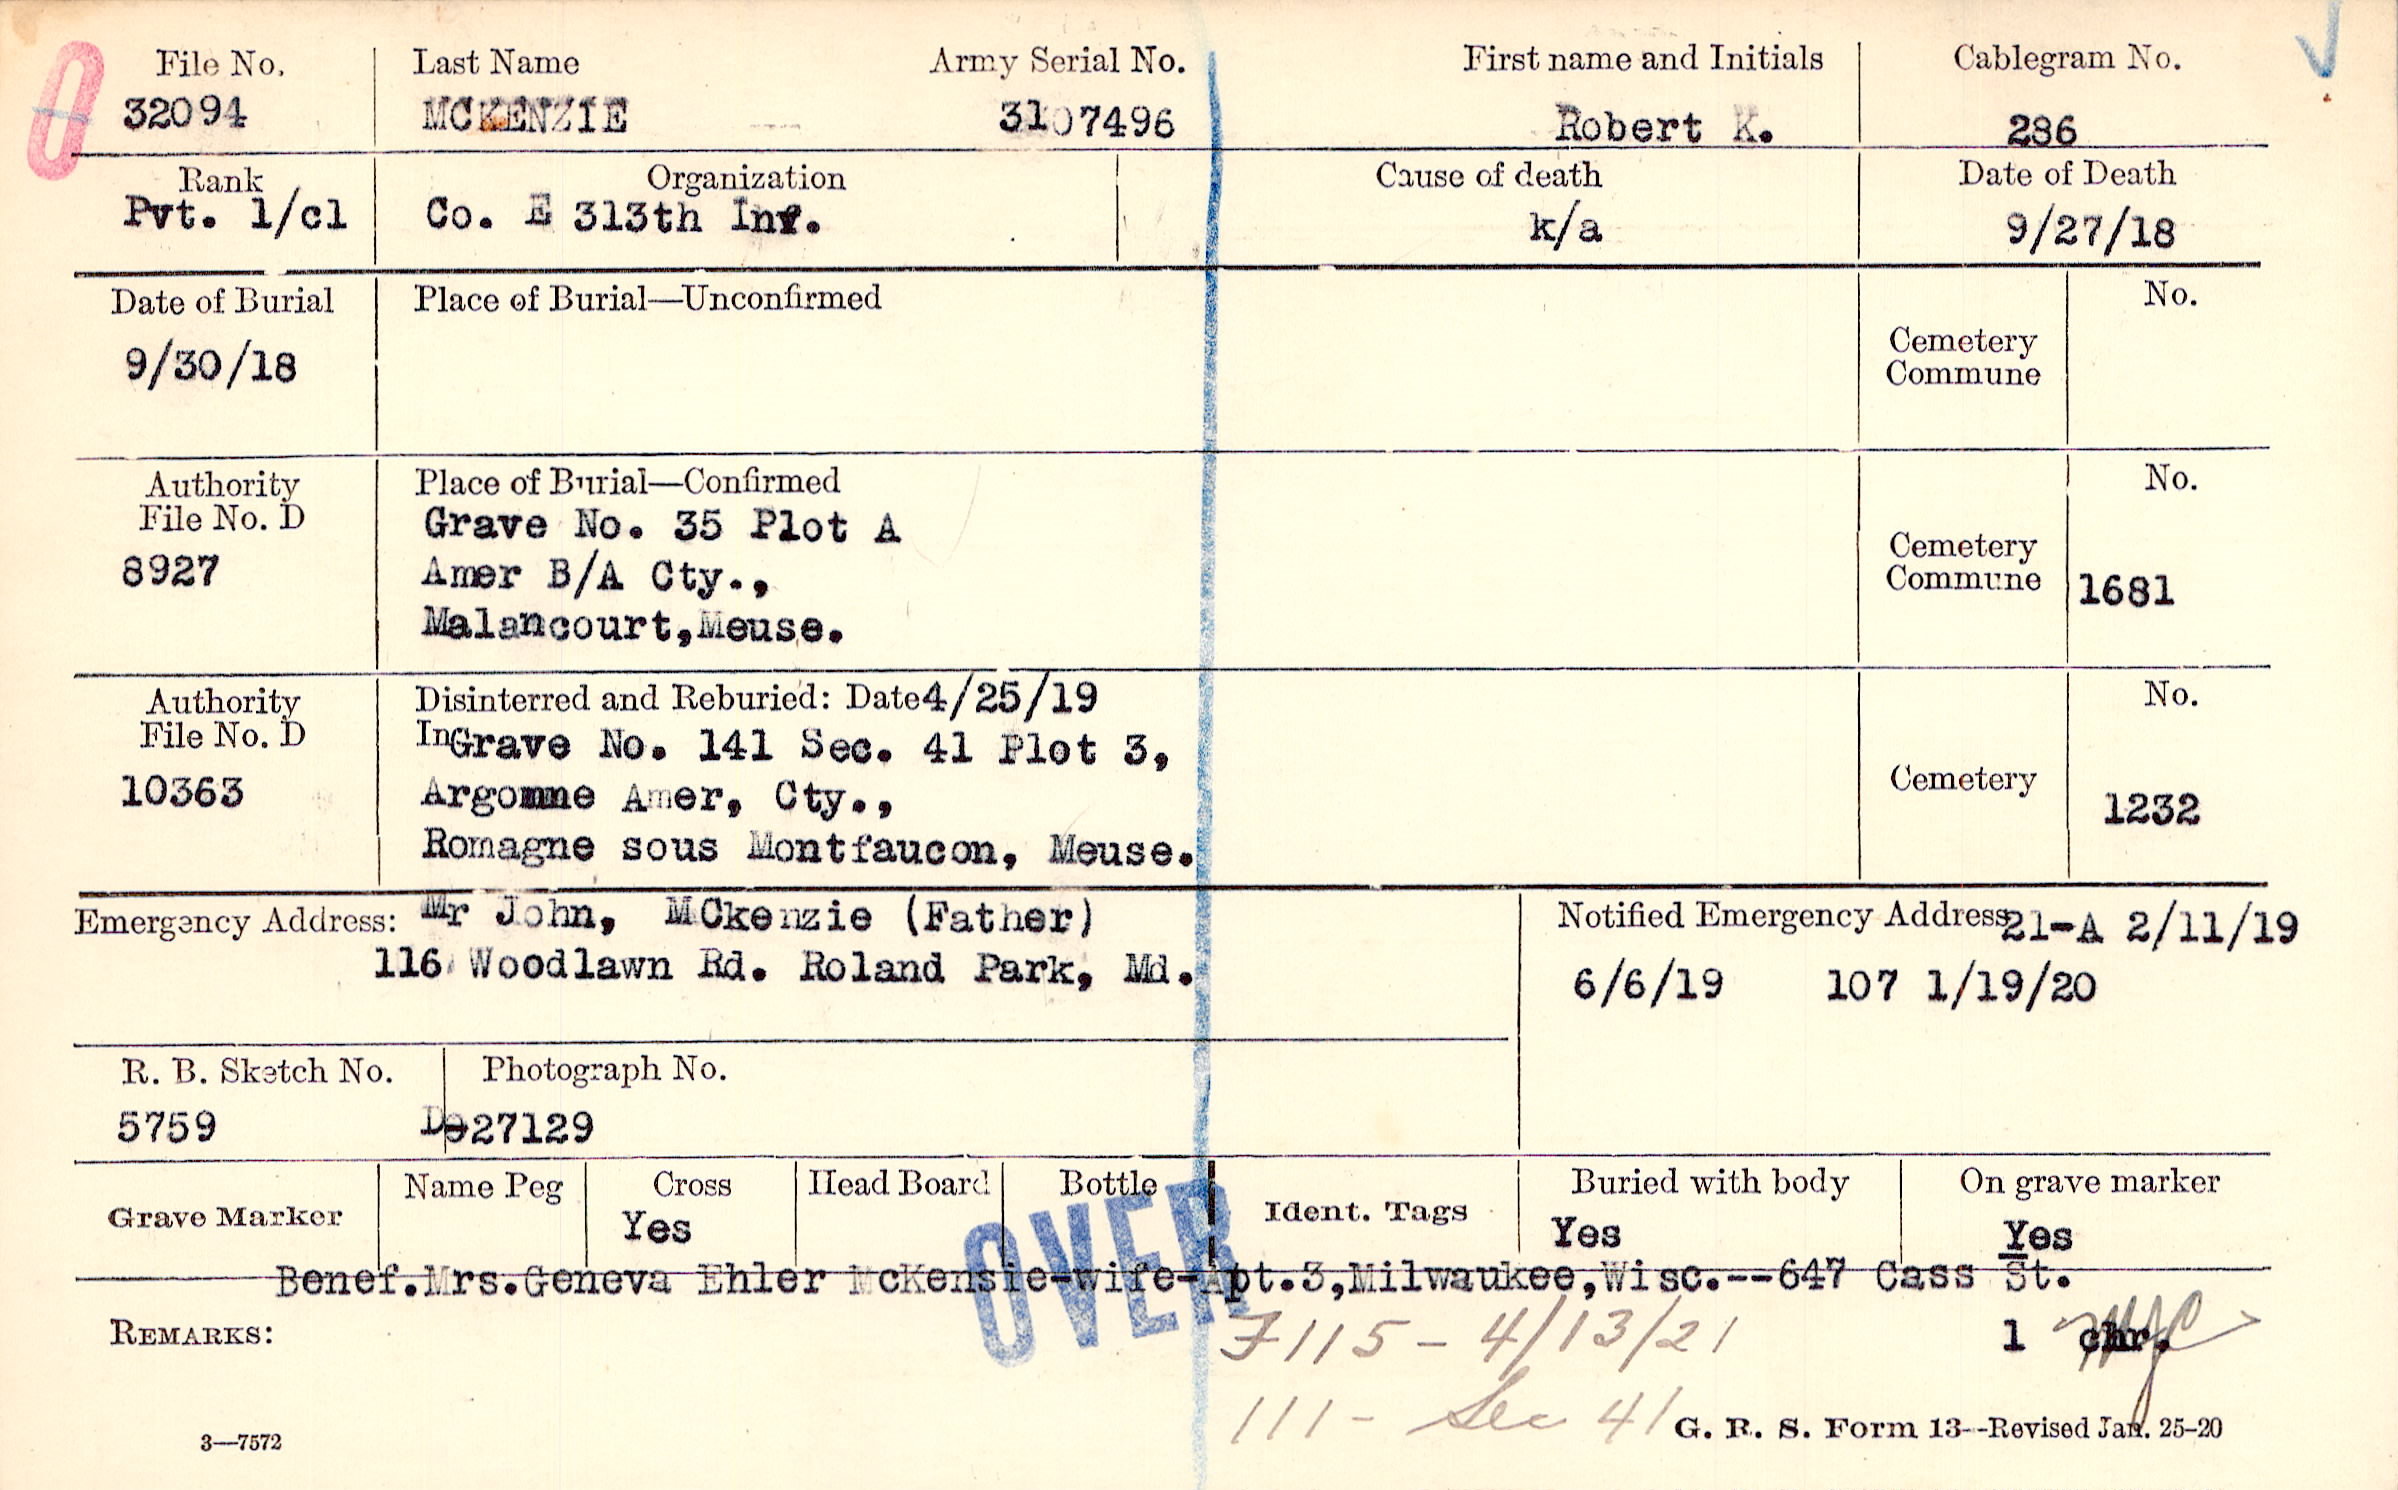 File No. Last Name Army Serial No. First name and Initials Cablegram No.
32094 MCKENZIE 3107496 Robert K. 286
Rank Organization Cause of death Date of Death
Pvt. 1/cl Co. E 313th Inf. k/a 9/27/18
Date of Burial Place of Burial—Unconfirmed No.
9/30/18 Cemetery
Commune
Authority Place of Burial—Confirmed No.
File No. D Grave No. 35 Plot A
8927 Amer B/A Cty., Cemetery
Commune 1681
Malancourt,Meuse.
Authority Disinterred and Reburied: Date4/25/19 No.
File No. D InGrave No. 141 Sec. 41 Plot 3,
10363 Argonne Amer, Cty., Cemetery 1232
Romagne sous Montfaucon, Meuse.
Emergency Address: Mr John, MCkenzie (Father) Notified Emergency Address 21-A 2/11/19
116 Woodlawn Rd. Roland Park, Md. 6/6/19 107 1/19/20
R. B. Sketch No. Photograph No.
5759 D 27129
Grave Marker Name Peg Cross Head Board Bottle Ident. Tags Buried with body On grave marker
Yes Yes Yes
OVER
Benef.Mrs.Geneva Ehler McKensie-wife-Apt.3,Milwaukee,Wisc.--647 Cass St.
REMARKS: 7115 - 4/13/21 1 chr.
111 - Sec 41
3—7572 G. R. S. Form 13--Revised Jan. 25-20